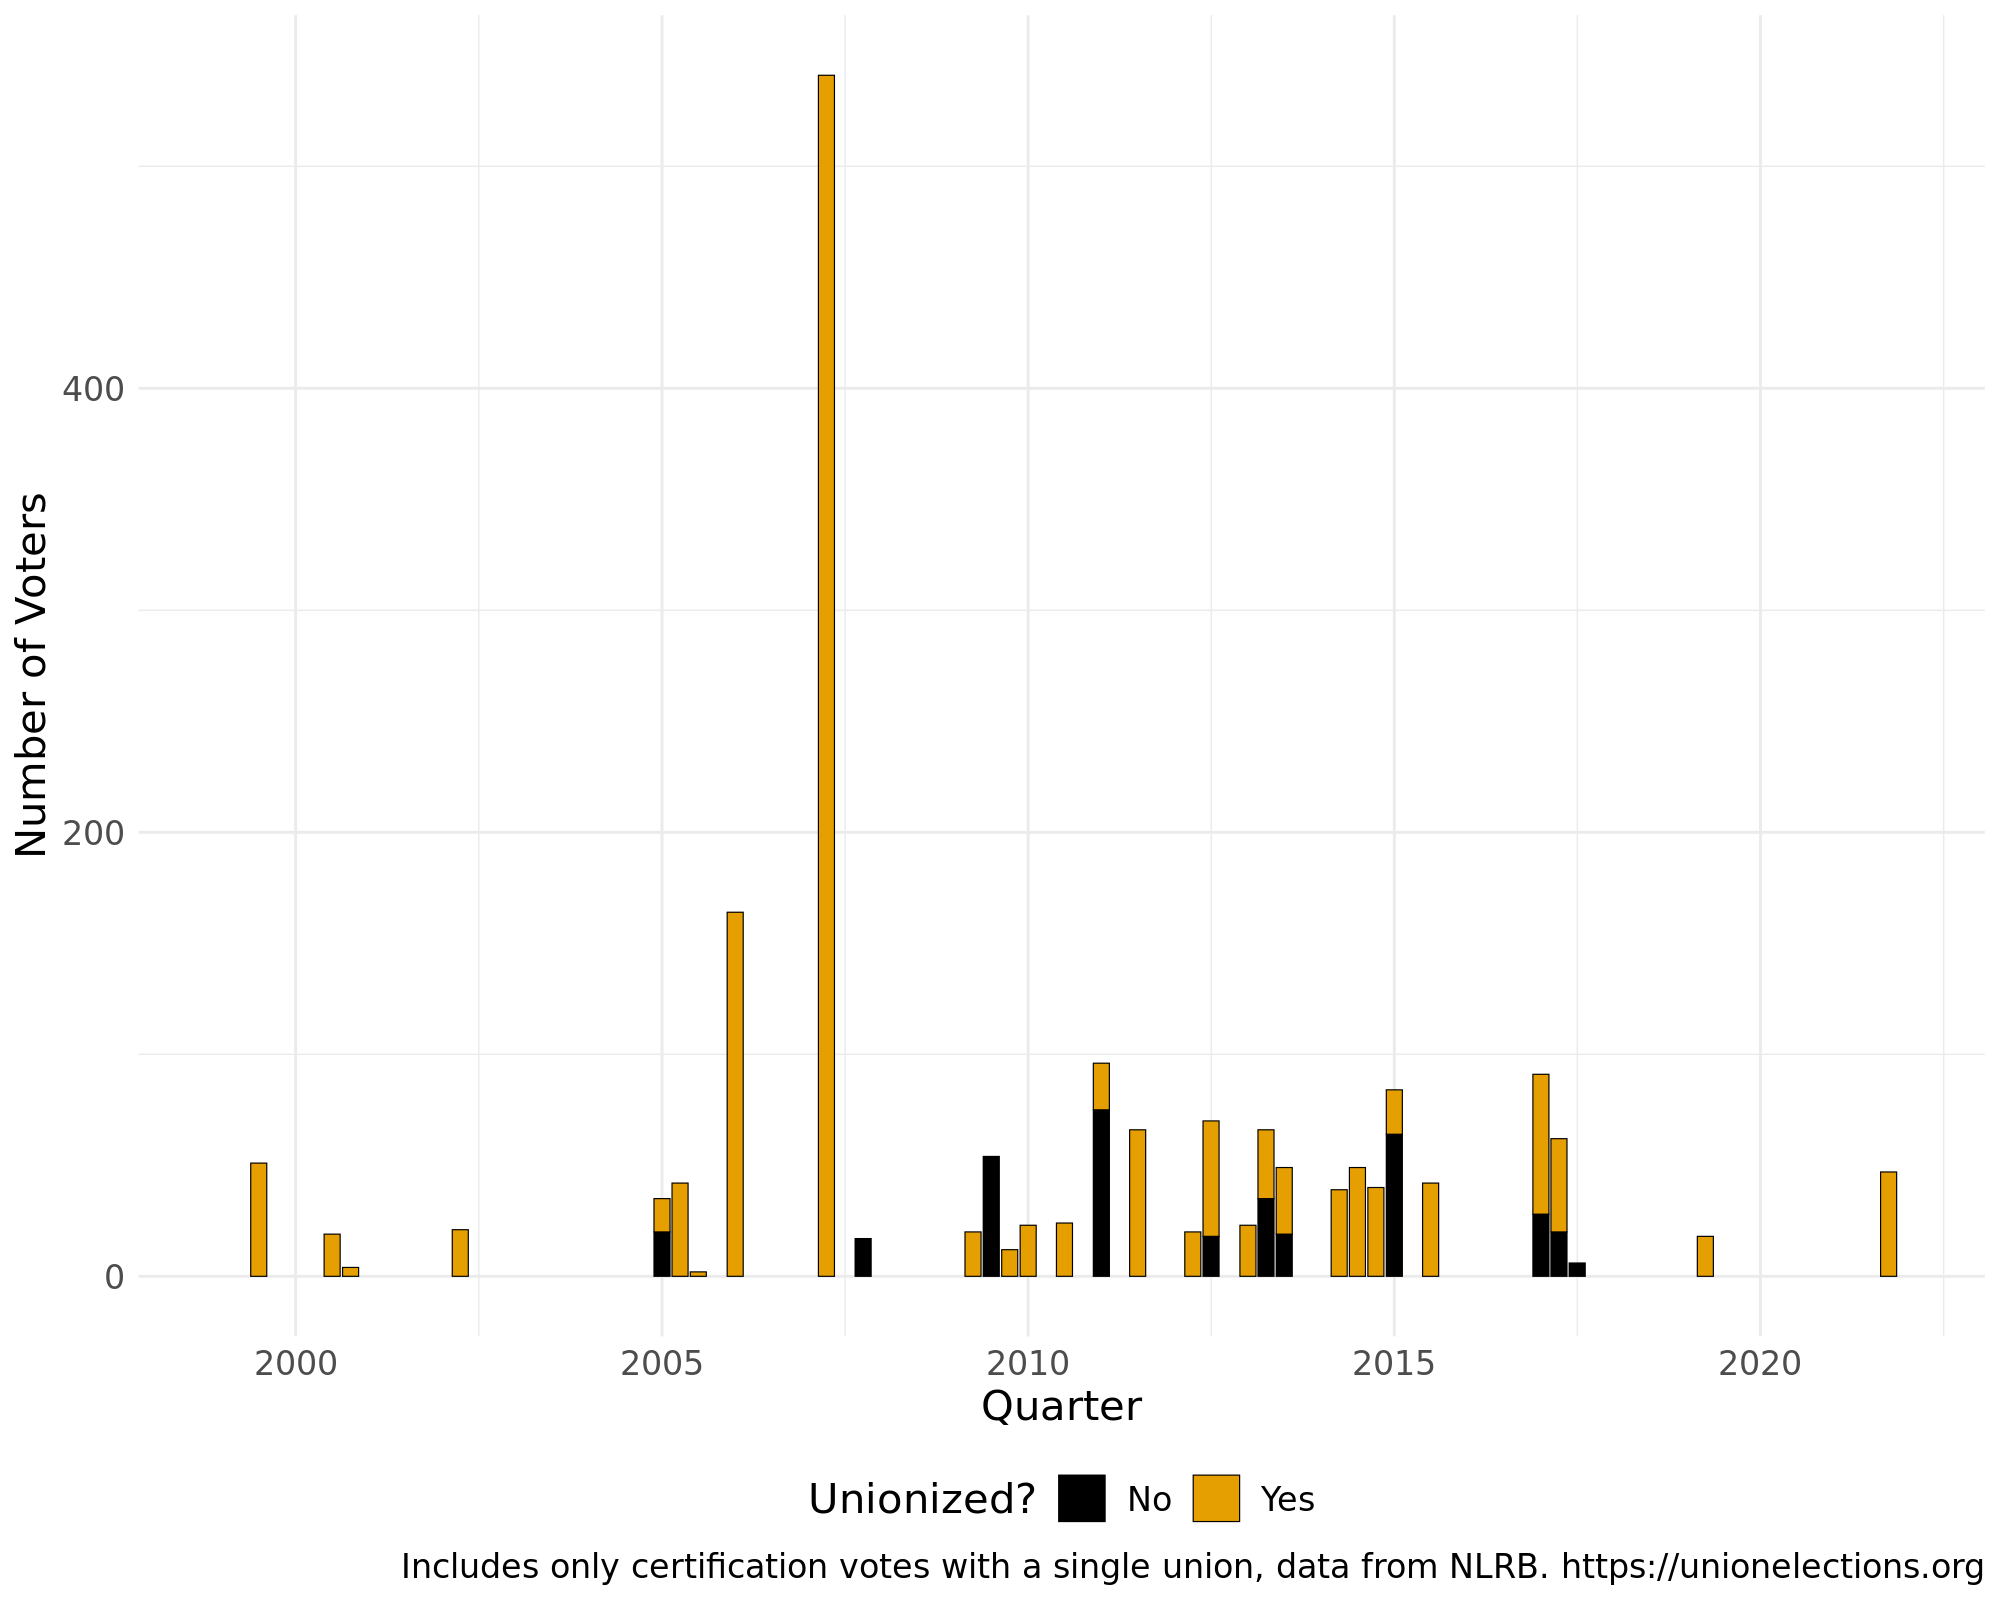 Number of Voters
400
200
0
2000 2005 2010 2015 2020
Quarter
Unionized? No Yes
Includes only certification votes with a single union, data from NLRB. https://unionelections.org